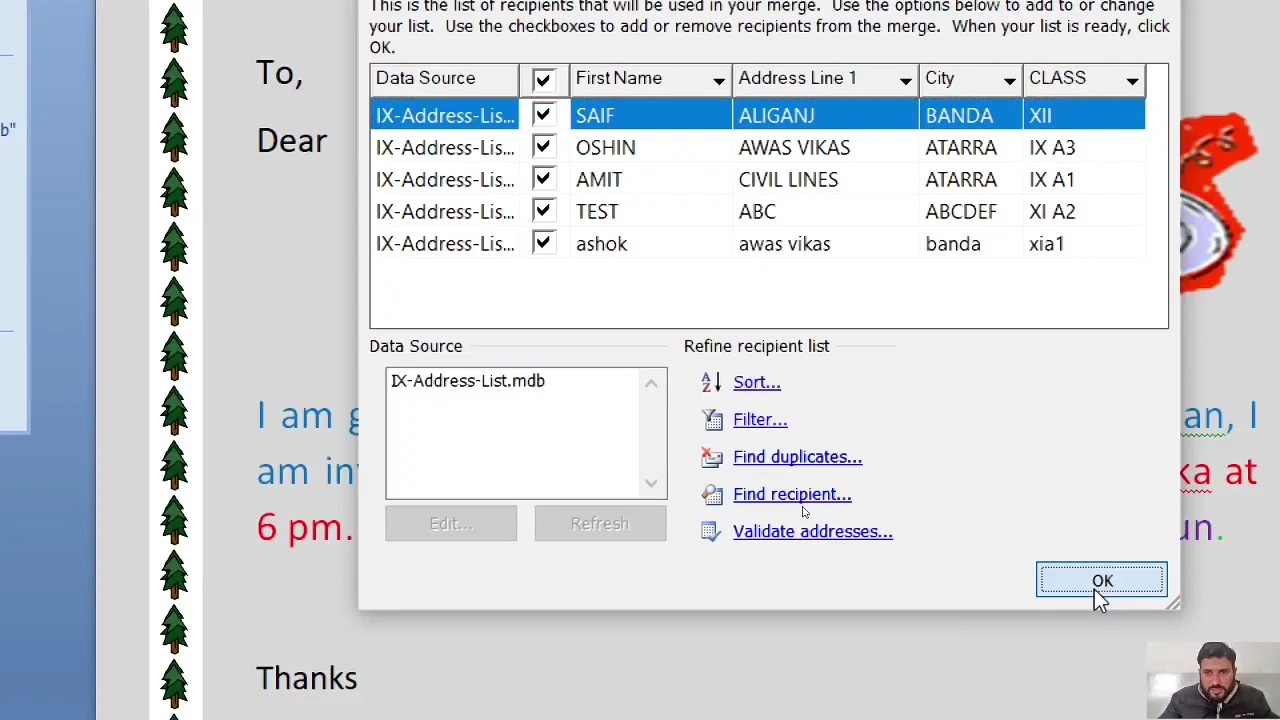 This is the list of recipients that will be used in your merge. Use the options below to add to or change
your list. Use the checkboxes to add or remove recipients from the merge. When your list is ready, click
OK.
Data Source First Name Address Line 1 City CLASS
IX-Address-Lis... SAIF ALIGANJ BANDA XII
IX-Address-Lis... OSHIN AWAS VIKAS ATARRA IX A3
IX-Address-Lis... AMIT CIVIL LINES ATARRA IX A1
IX-Address-Lis... TEST ABC ABCDEF XI A2
IX-Address-Lis... ashok awas vikas banda xia1
Data Source
IX-Address-List.mdb
Edit... Refresh
Refine recipient list
Sort...
Filter...
Find duplicates...
Find recipient...
Validate addresses...
OK
b"
To,
Dear
I am g an, I
am in ka at
6 pm. un.
Thanks